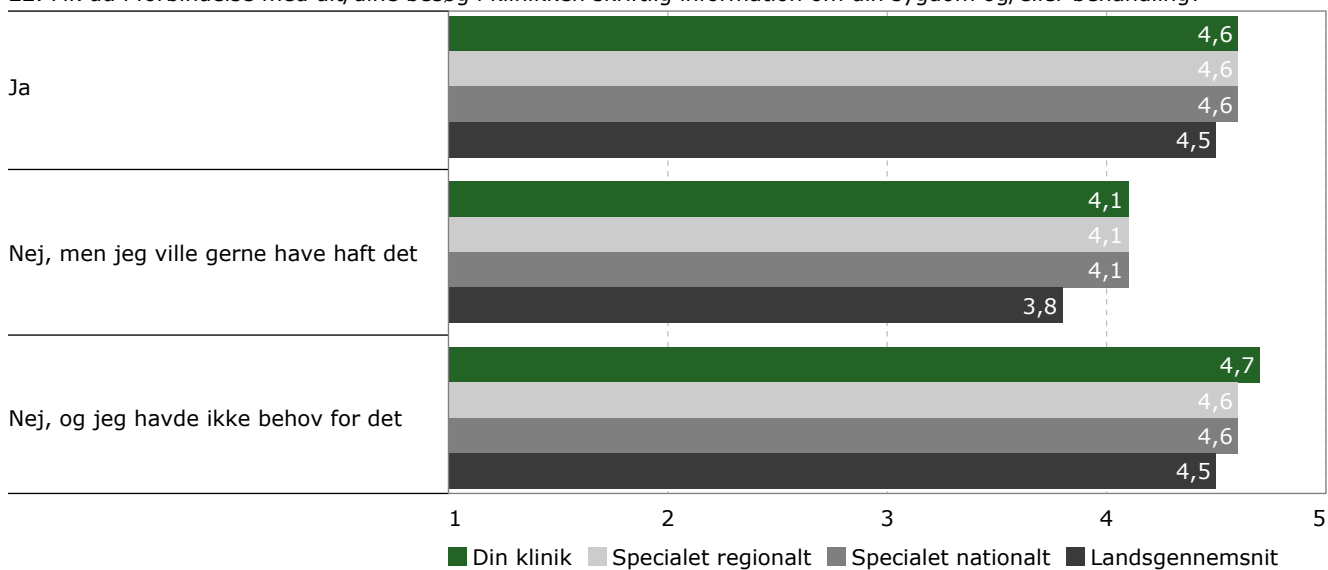 4,6
4,6
Ja
4,6
4,5
4,1
4,1
Nej, men jeg ville gerne have haft det
4,1
3,8
4,7
4,6
Nej, og jeg havde ikke behov for det
4,6
4,5
1 2 3 4 5
Din klinik Specialet regionalt Specialet nationalt Landsgennemsnit